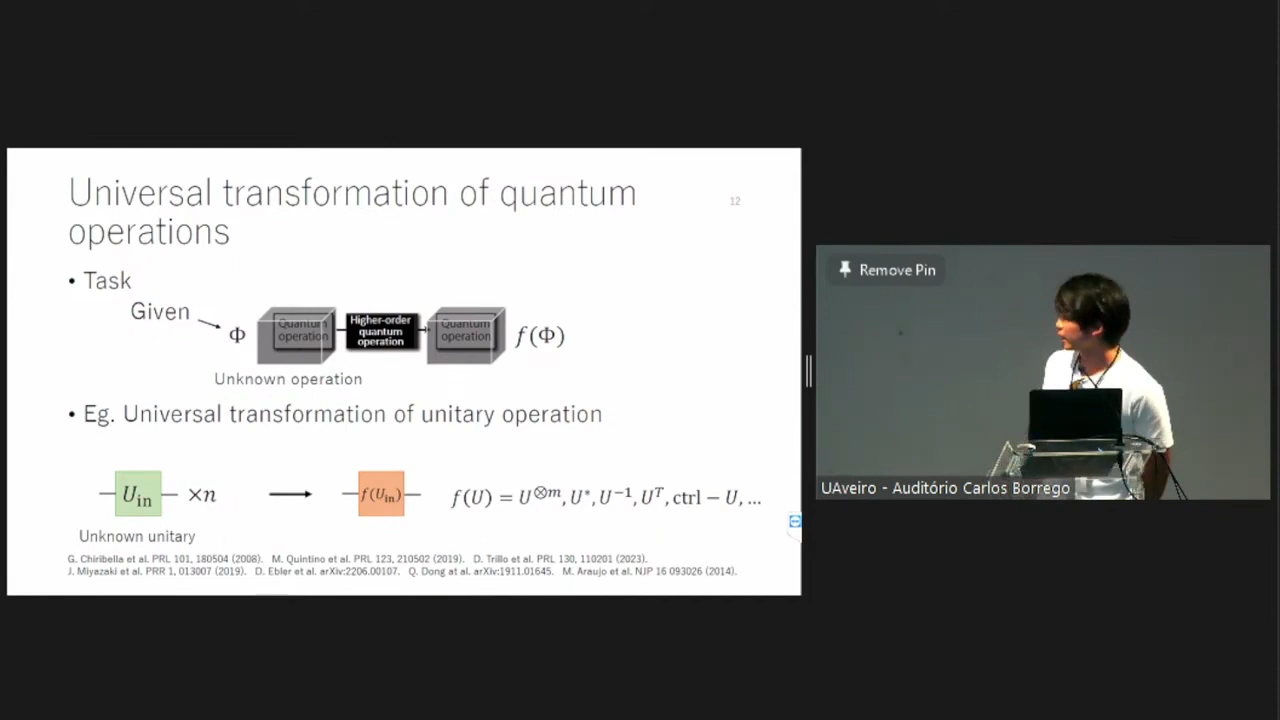 Universal transformation of quantum
operations
12
• Task
Given
Φ
Quantum
operation
Higher-order
quantum
operation
Quantum
operation
f(Φ)
Unknown operation
• Eg. Universal transformation of unitary operation
U_in ×n
f(U_in)
f(U) = U^⊗m, U*, U^−1, U^T, ctrl − U, ...
Unknown unitary
G. Chiribella et al. PRL 101, 180504 (2008). M. Quintino et al. PRL 123, 210502 (2019). D. Trillo et al. PRL 130, 110201 (2023).
J. Miyazaki et al. PRR 1, 013007 (2019). D. Ebler et al. arXiv:2206.00107. Q. Dong at al. arXiv:1911.01645. M. Araujo et al. NJP 16 093026 (2014).
Remove Pin
UAveiro - Auditório Carlos Borrego